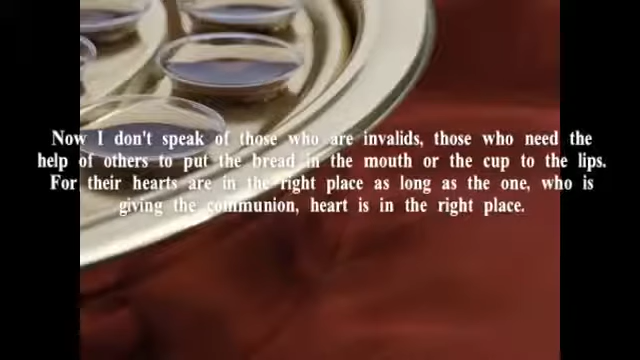 Now I don't speak of those who are invalids, those who need the
help of others to put the bread in the mouth or the cup to the lips.
For their hearts are in the right place as long as the one, who is
giving the communion, heart is in the right place.